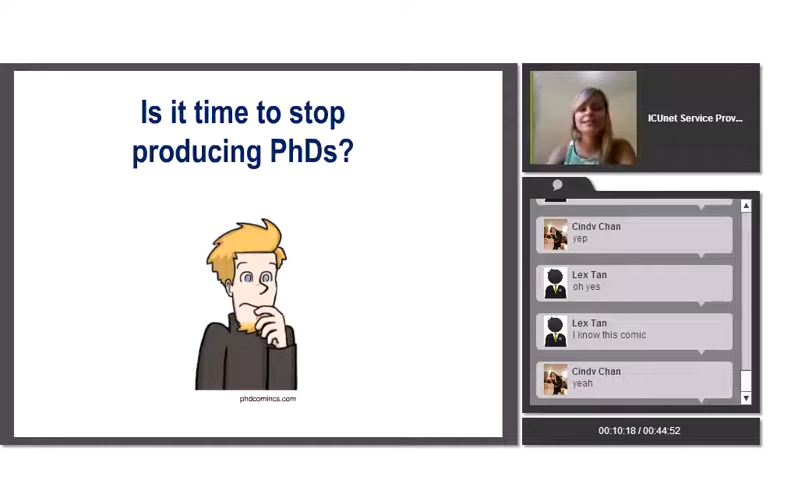 Is it time to stop
producing PhDs?
phdcomincs.com
ICUnet Service Prov...
Cindy Chan
yep
Lex Tan
oh yes
Lex Tan
I know this comic
Cindy Chan
yeah
00:10:18 / 00:44:52